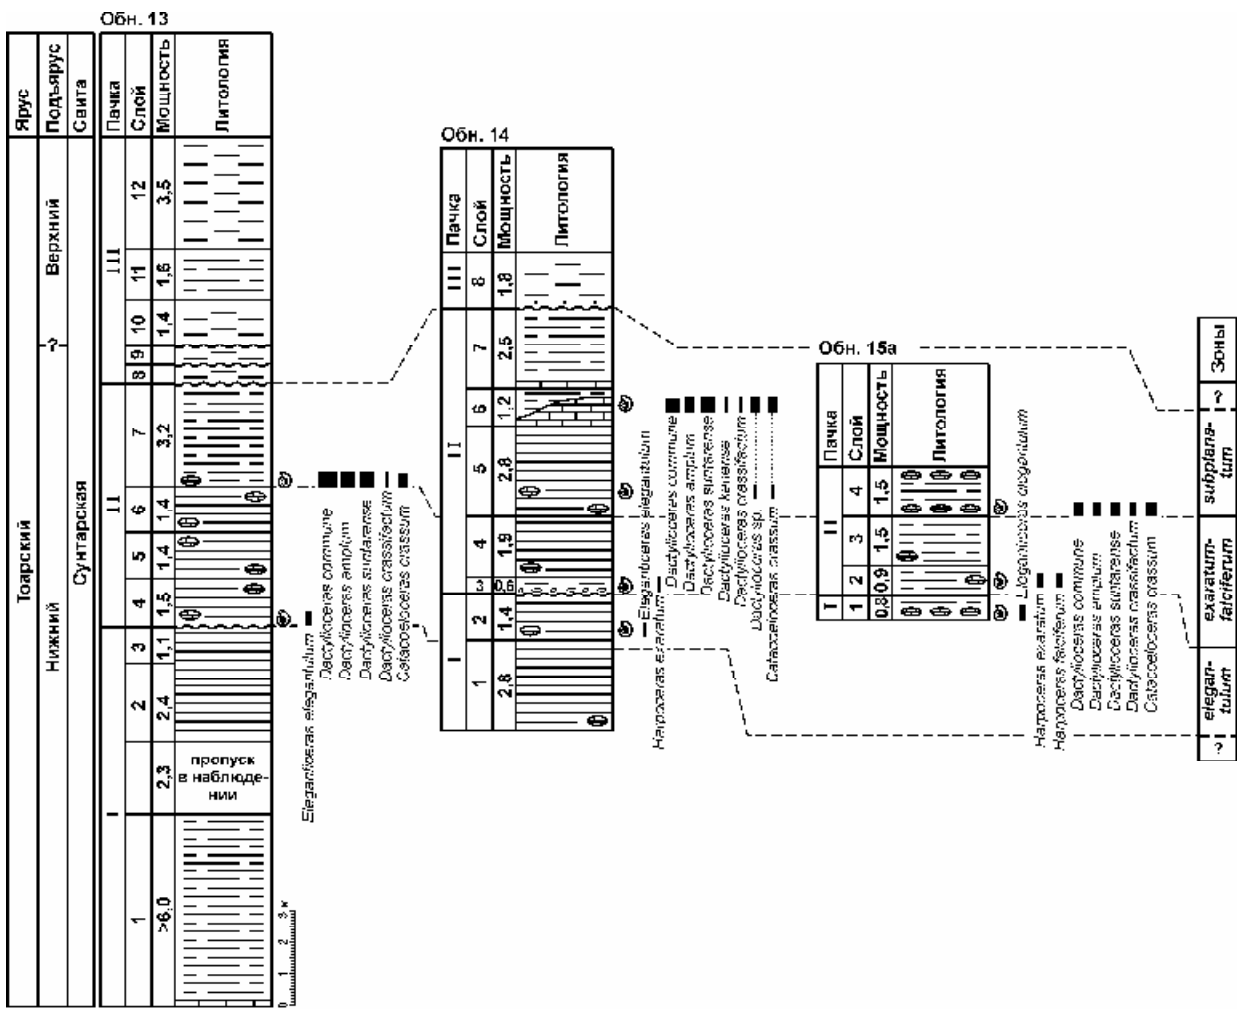 Обн. 13
Ярус
Подъярус
Свита
Пачка
Слой
Мощность
Литология
Тоарский
Верхний
?
Нижний
Сунтарская
III
II
I
12
3,5
11
1,6
10
1,4
9
8
7
3,2
6
1,4
5
1,4
4
1,5
3
1,1
2
2,4
2,3
пропуск
в наблюде-
нии
1
>6,0
0 1 2 3 м
Eleganticeras elegantulum
Dactylioceras commune
Dactylioceras amplum
Dactylioceras suntarense
Dactylioceras crassifactum
Catacoeloceras crassum
Обн. 14
Пачка
Слой
Мощность
Литология
III
II
I
8
1,8
7
2,5
6
1,2
5
2,8
4
1,9
3
0,6
2
1,4
1
2,8
Eleganticeras elegantulum
Harpoceras exaratum
Dactylioceras commune
Dactylioceras amplum
Dactylioceras suntarense
Dactylioceras kanense
Dactylioceras crassifactum
Dactylioceras sp.
Catacoeloceras crassum
Обн. 15а
Пачка
Слой
Мощность
Литология
II
I
4
1,5
3
1,5
2
0,9
1
0,8
Eleganticeras elegantulum
Harpoceras exaratum
Harpoceras falciferum
Dactylioceras commune
Dactylioceras amplum
Dactylioceras suntarense
Dactylioceras crassifactum
Catacoeloceras crassum
Зоны
?
subplana-
tum
exaratum-
falciferum
elegan-
tulum
?